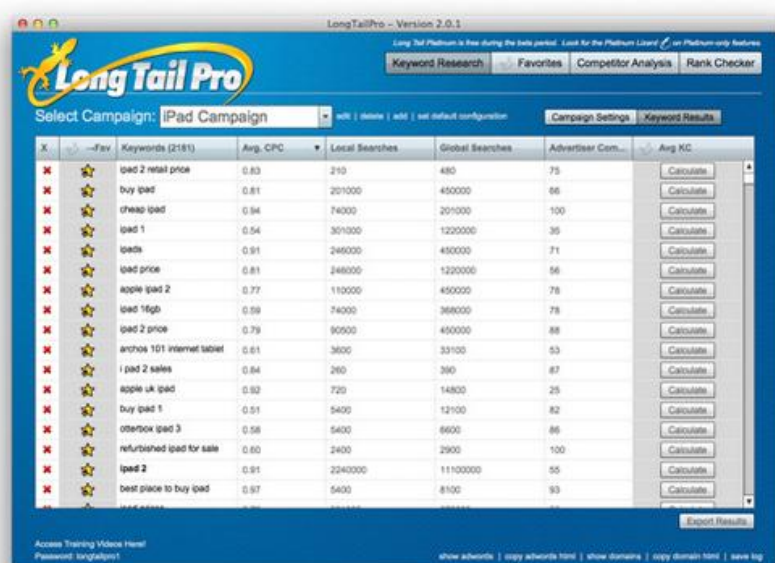 LongTailPro - Version 2.0.1
Long Tail Platinum is free during the beta period. Look for the Platinum Lizard on Platinum-only features.
Long Tail Pro
Keyword Research Favorites Competitor Analysis Rank Checker
Select Campaign: iPad Campaign edit | delete | add | set default configuration Campaign Settings Keyword Results
X →Fav Keywords (2161) Avg. CPC Local Searches Global Searches Advertiser Com... Avg KC
ipad 2 retail price 0.83 210 480 75 Calculate
buy ipad 0.81 201000 450000 66 Calculate
cheap ipad 0.94 74000 201000 100 Calculate
ipad 1 0.54 301000 1220000 35 Calculate
ipads 0.91 246000 450000 71 Calculate
ipad price 0.81 246000 1220000 56 Calculate
apple ipad 2 0.77 110000 450000 78 Calculate
ipad 16gb 0.59 74000 368000 78 Calculate
ipad 2 price 0.79 90500 450000 88 Calculate
archos 101 internet tablet 0.61 3600 33100 53 Calculate
i pad 2 sales 0.84 260 390 87 Calculate
apple uk ipad 0.92 720 14800 25 Calculate
buy ipad 1 0.51 5400 12100 82 Calculate
otterbox ipad 3 0.58 5400 6600 86 Calculate
refurbished ipad for sale 0.60 2400 2900 100 Calculate
ipad 2 0.91 2240000 11100000 55 Calculate
best place to buy ipad 0.97 5400 8100 93 Calculate
Export Results
Access Training Videos Here!
Password: longtailpro1 show adwords | copy adwords html | show domains | copy domain html | save log